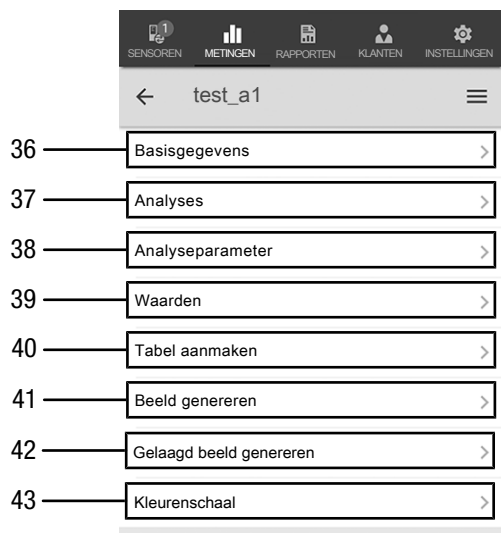 1
SENSOREN METINGEN RAPPORTEN KLANTEN INSTELLINGEN
test_a1
36 Basisgegevens
37 Analyses
38 Analyseparameter
39 Waarden
40 Tabel aanmaken
41 Beeld genereren
42 Gelaagd beeld genereren
43 Kleurenschaal